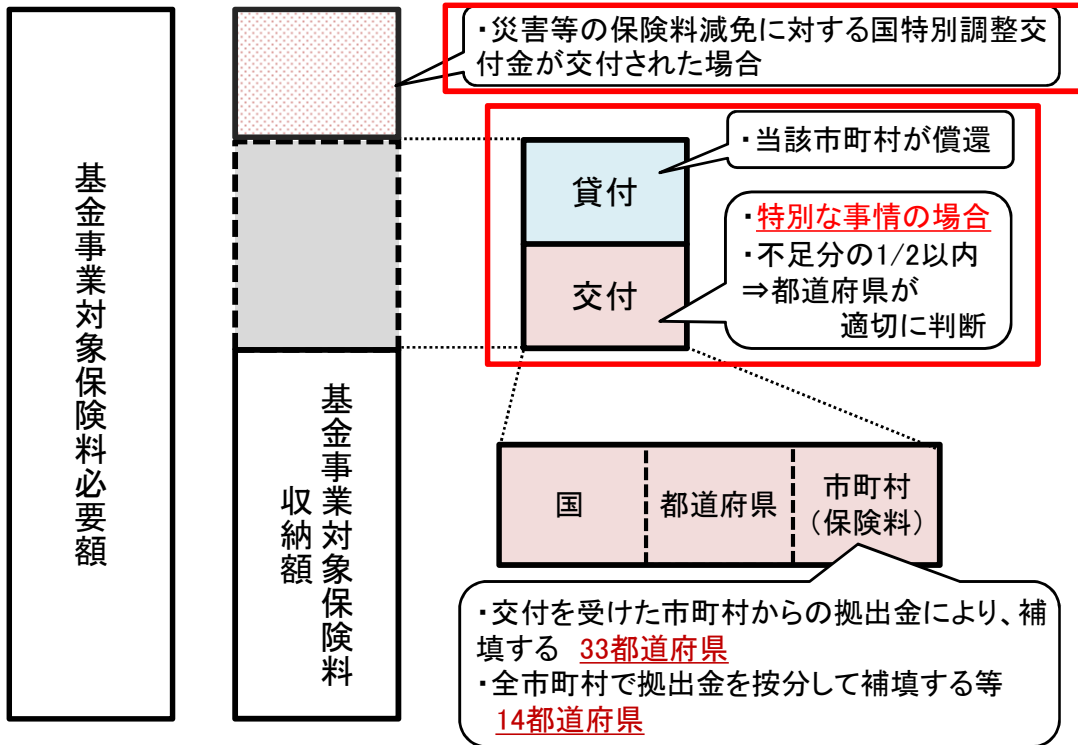 ・災害等の保険料減免に対する国特別調整交
付金が交付された場合
基金事業対象保険料必要額
・当該市町村が償還
貸付
・特別な事情の場合
・不足分の1/2以内
⇒都道府県が
適切に判断
交付
基金事業対象保険料
収納額
国
都道府県
市町村
（保険料）
・交付を受けた市町村からの拠出金により、補
填する　33都道府県
・全市町村で拠出金を按分して補填する等
14都道府県